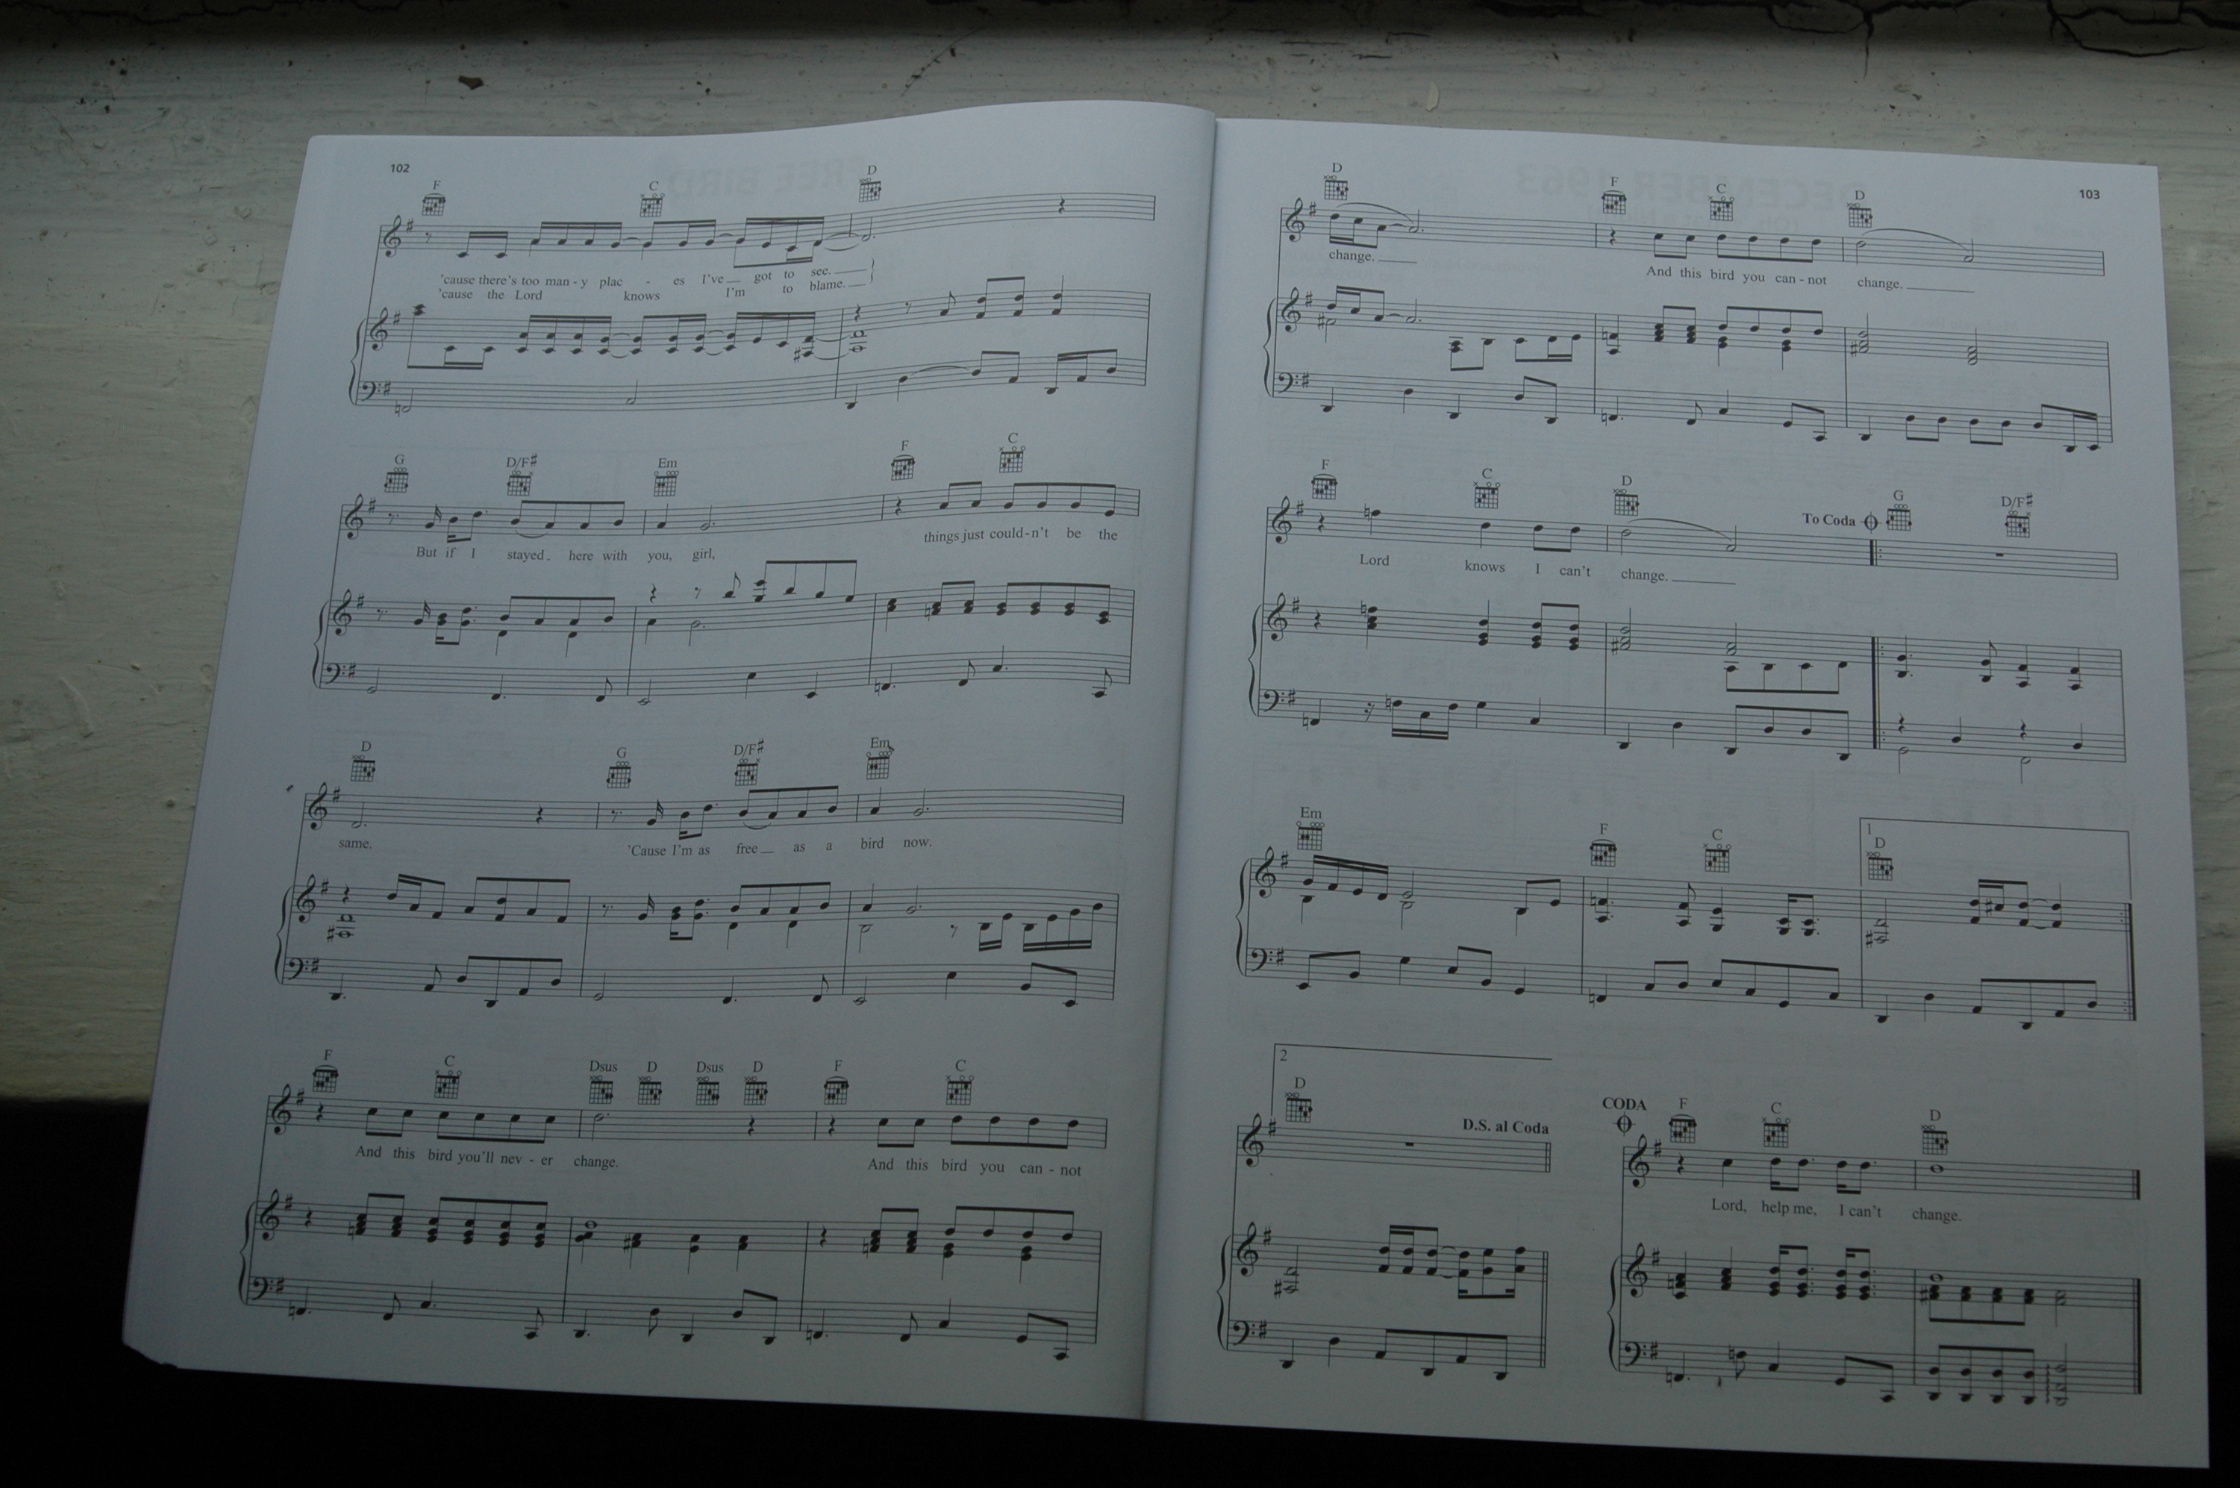 102
F C D
'cause there's too man - y plac - es I've got to see.
'cause the Lord knows I'm to blame.
G D/F# Em F C
But if I stayed here with you, girl, things just could-n't be the
D G D/F# Em
same. 'Cause I'm as free as a bird now.
F C Dsus D Dsus D F C
And this bird you'll nev - er change. And this bird you can - not
103
D F C D
change. And this bird you can - not change.
F C D To Coda G D/F#
Lord knows I can't change.
Em F C 1 D
2
D
D.S. al Coda
CODA F C D
Lord, help me, I can't change.